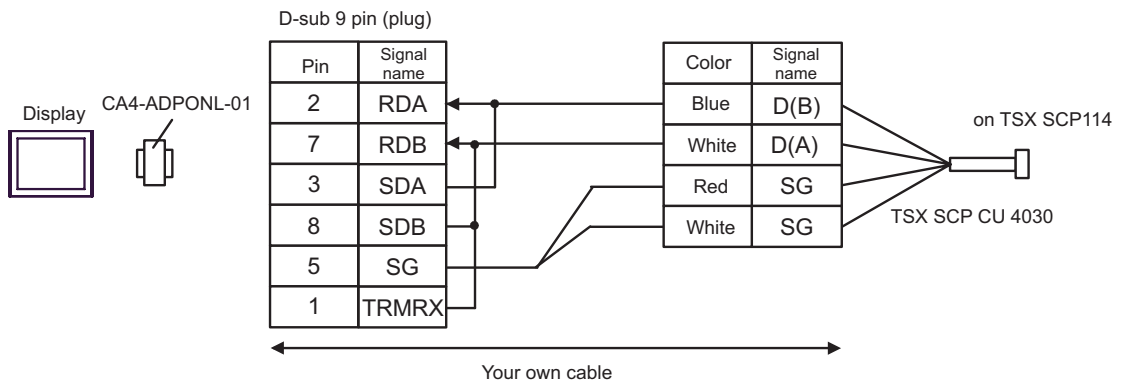 D-sub 9 pin (plug)
Display
CA4-ADPONL-01
Pin Signal name
2 RDA
7 RDB
3 SDA
8 SDB
5 SG
1 TRMRX
Color Signal name
Blue D(B)
White D(A)
Red SG
White SG
on TSX SCP114
TSX SCP CU 4030
Your own cable